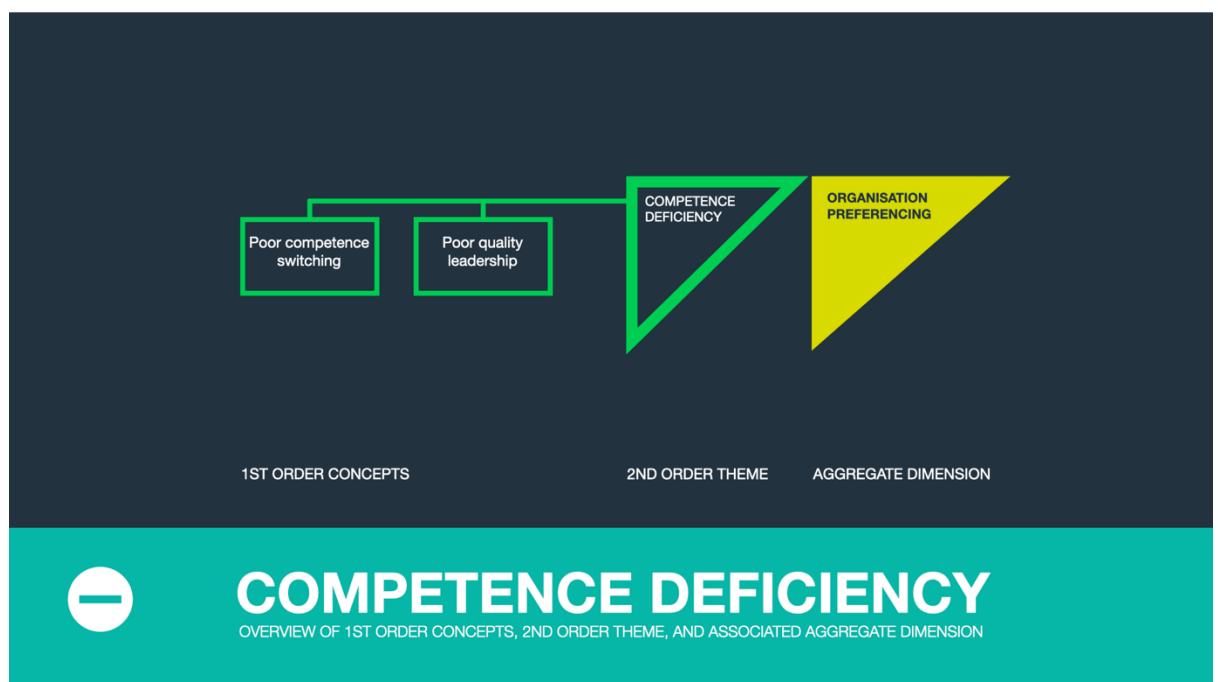 COMPETENCE
DEFICIENCY
ORGANISATION
PREFERENCING
Poor competence
switching
Poor quality
leadership
1ST ORDER CONCEPTS
2ND ORDER THEME
AGGREGATE DIMENSION
COMPETENCE DEFICIENCY
OVERVIEW OF 1ST ORDER CONCEPTS, 2ND ORDER THEME, AND ASSOCIATED AGGREGATE DIMENSION